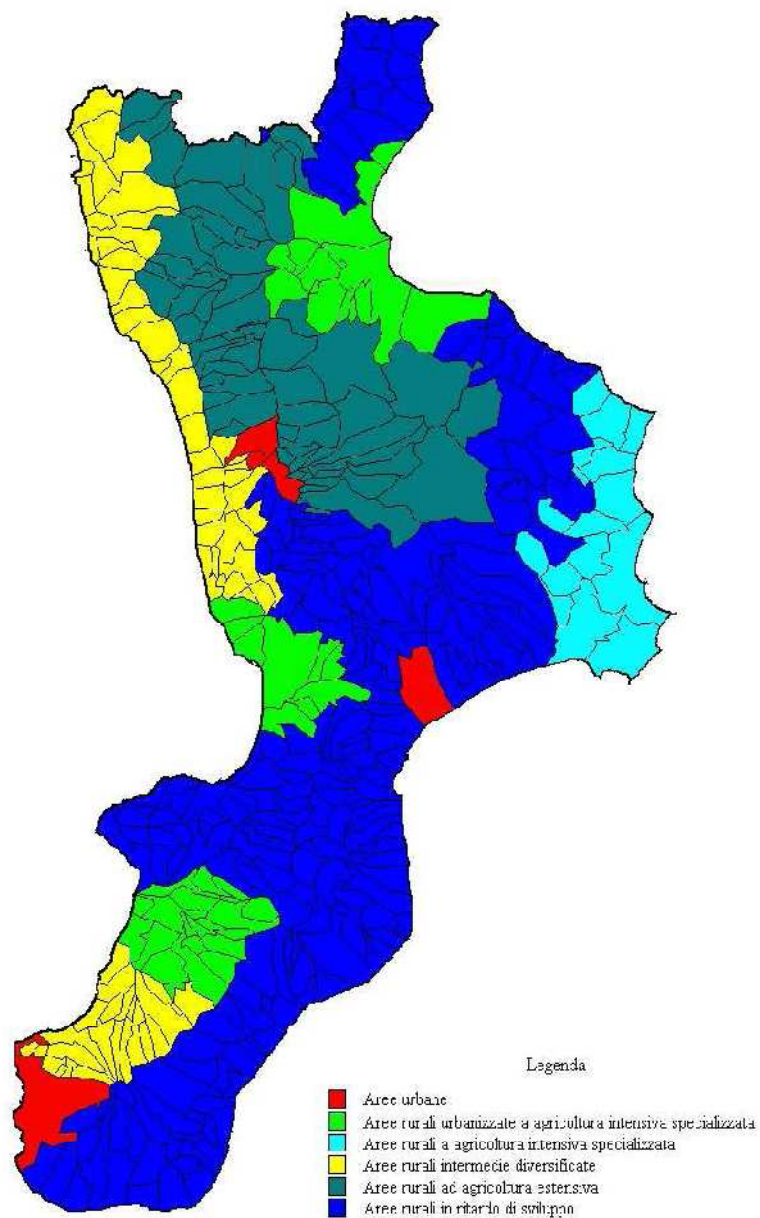 Legenda
Aree urbane
Aree rurali urbanizzate a agricoltura intensiva specializzata
Aree rurali a agricoltura intensiva specializzata
Aree rurali intermedie diversificate
Aree rurali ad agricoltura estensiva
Aree rurali in ritardo di sviluppo